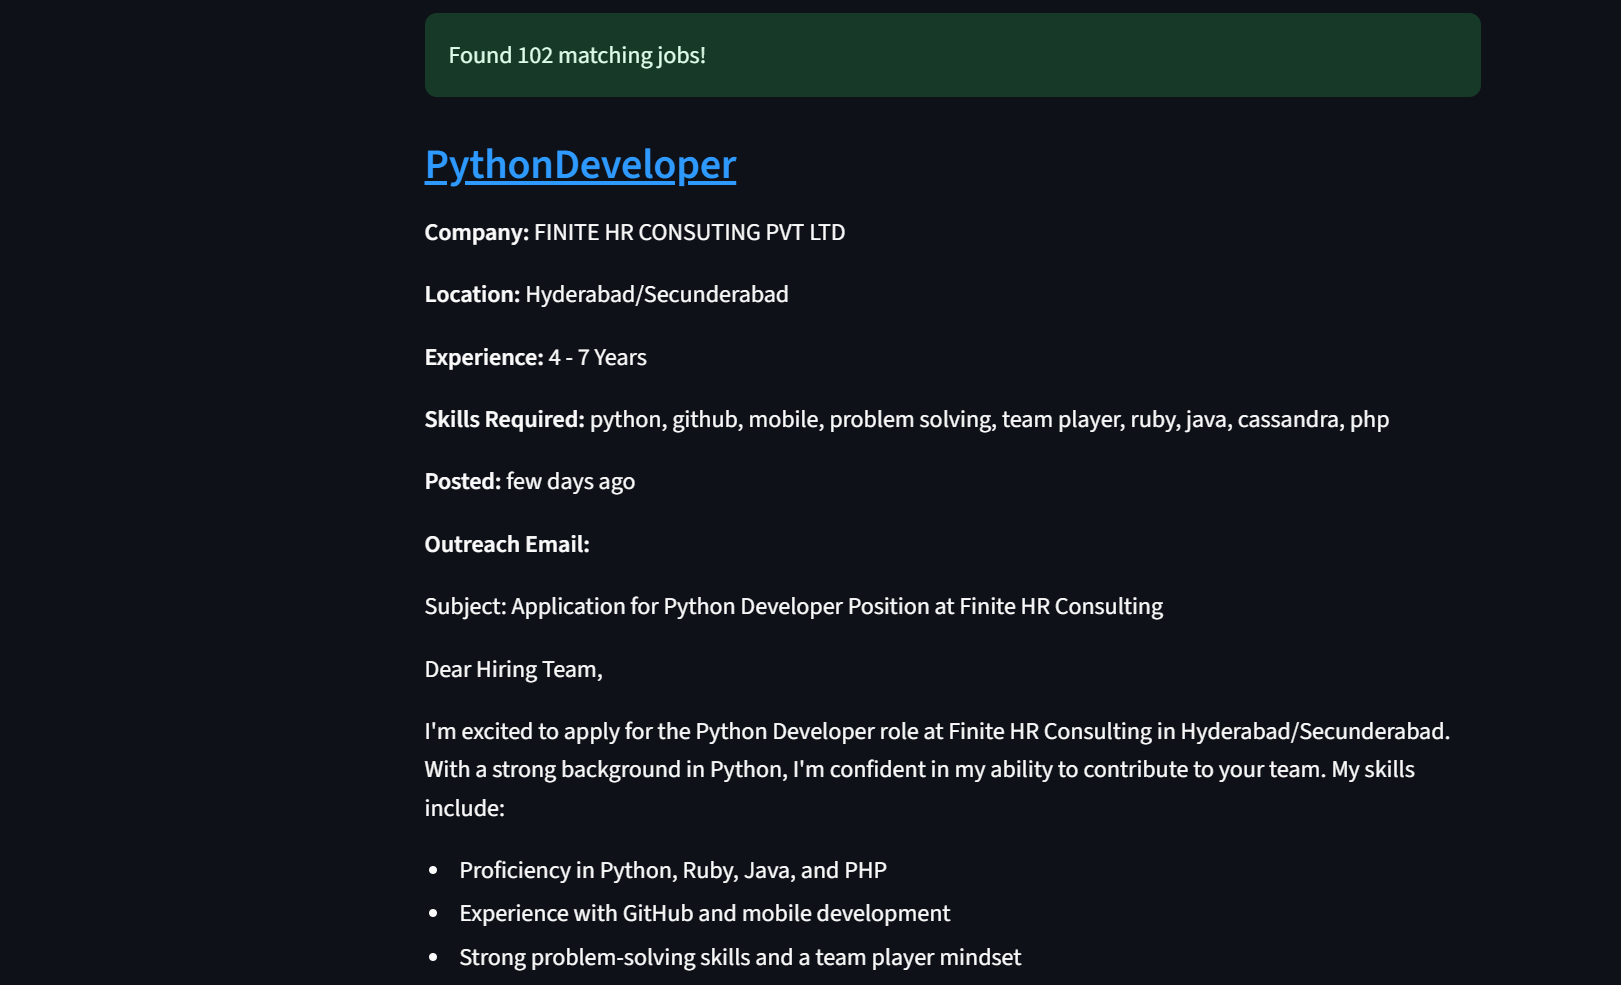 Found 102 matching jobs!
PythonDeveloper
Company: FINITE HR CONSUTING PVT LTD
Location: Hyderabad/Secunderabad
Experience: 4 - 7 Years
Skills Required: python, github, mobile, problem solving, team player, ruby, java, cassandra, php
Posted: few days ago
Outreach Email:
Subject: Application for Python Developer Position at Finite HR Consulting
Dear Hiring Team,
I'm excited to apply for the Python Developer role at Finite HR Consulting in Hyderabad/Secunderabad.
With a strong background in Python, I'm confident in my ability to contribute to your team. My skills
include:
• Proficiency in Python, Ruby, Java, and PHP
• Experience with GitHub and mobile development
• Strong problem-solving skills and a team player mindset